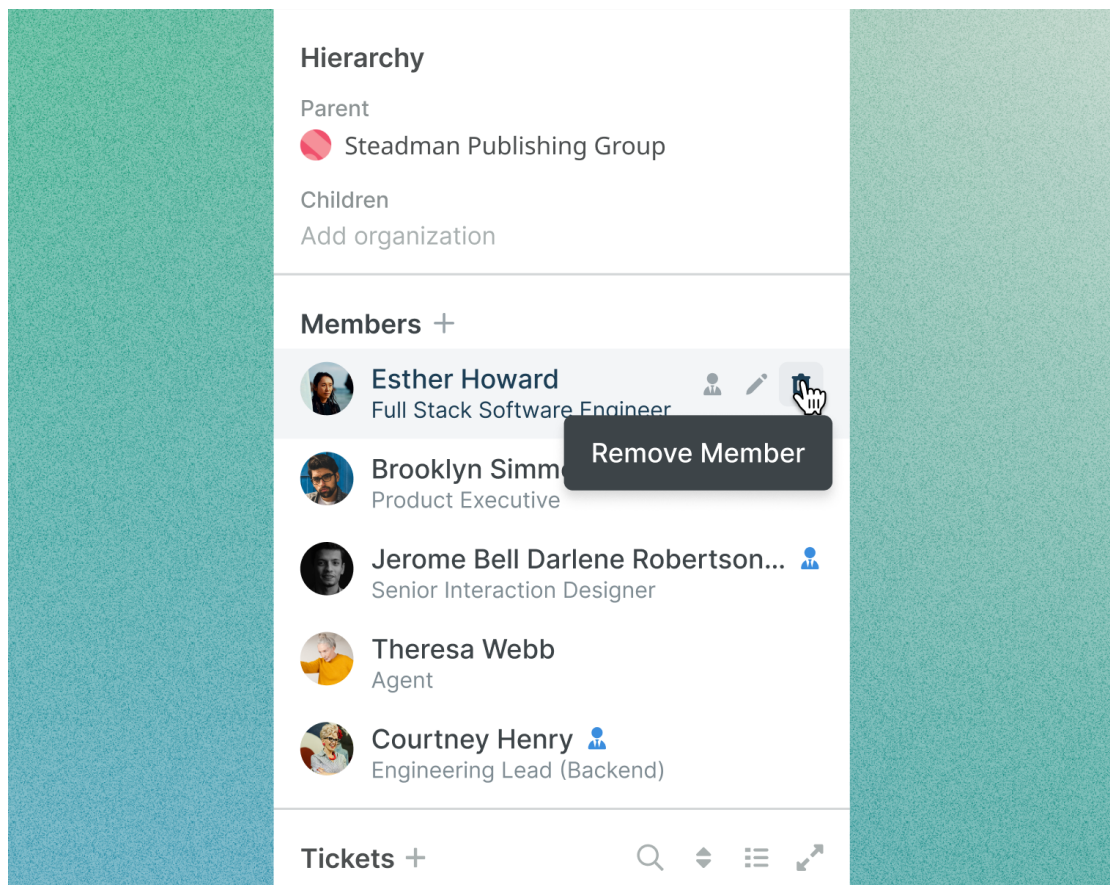 Hierarchy
Parent
Steadman Publishing Group
Children
Add organization
Members
Esther Howard
Full Stack Software Engineer
Remove Member
Brooklyn
Product Executive
Jerome Bell Darlene Robertson...
Senior Interaction Designer
Theresa Webb
Agent
Courtney Henry
Engineering Lead (Backend)
Tickets